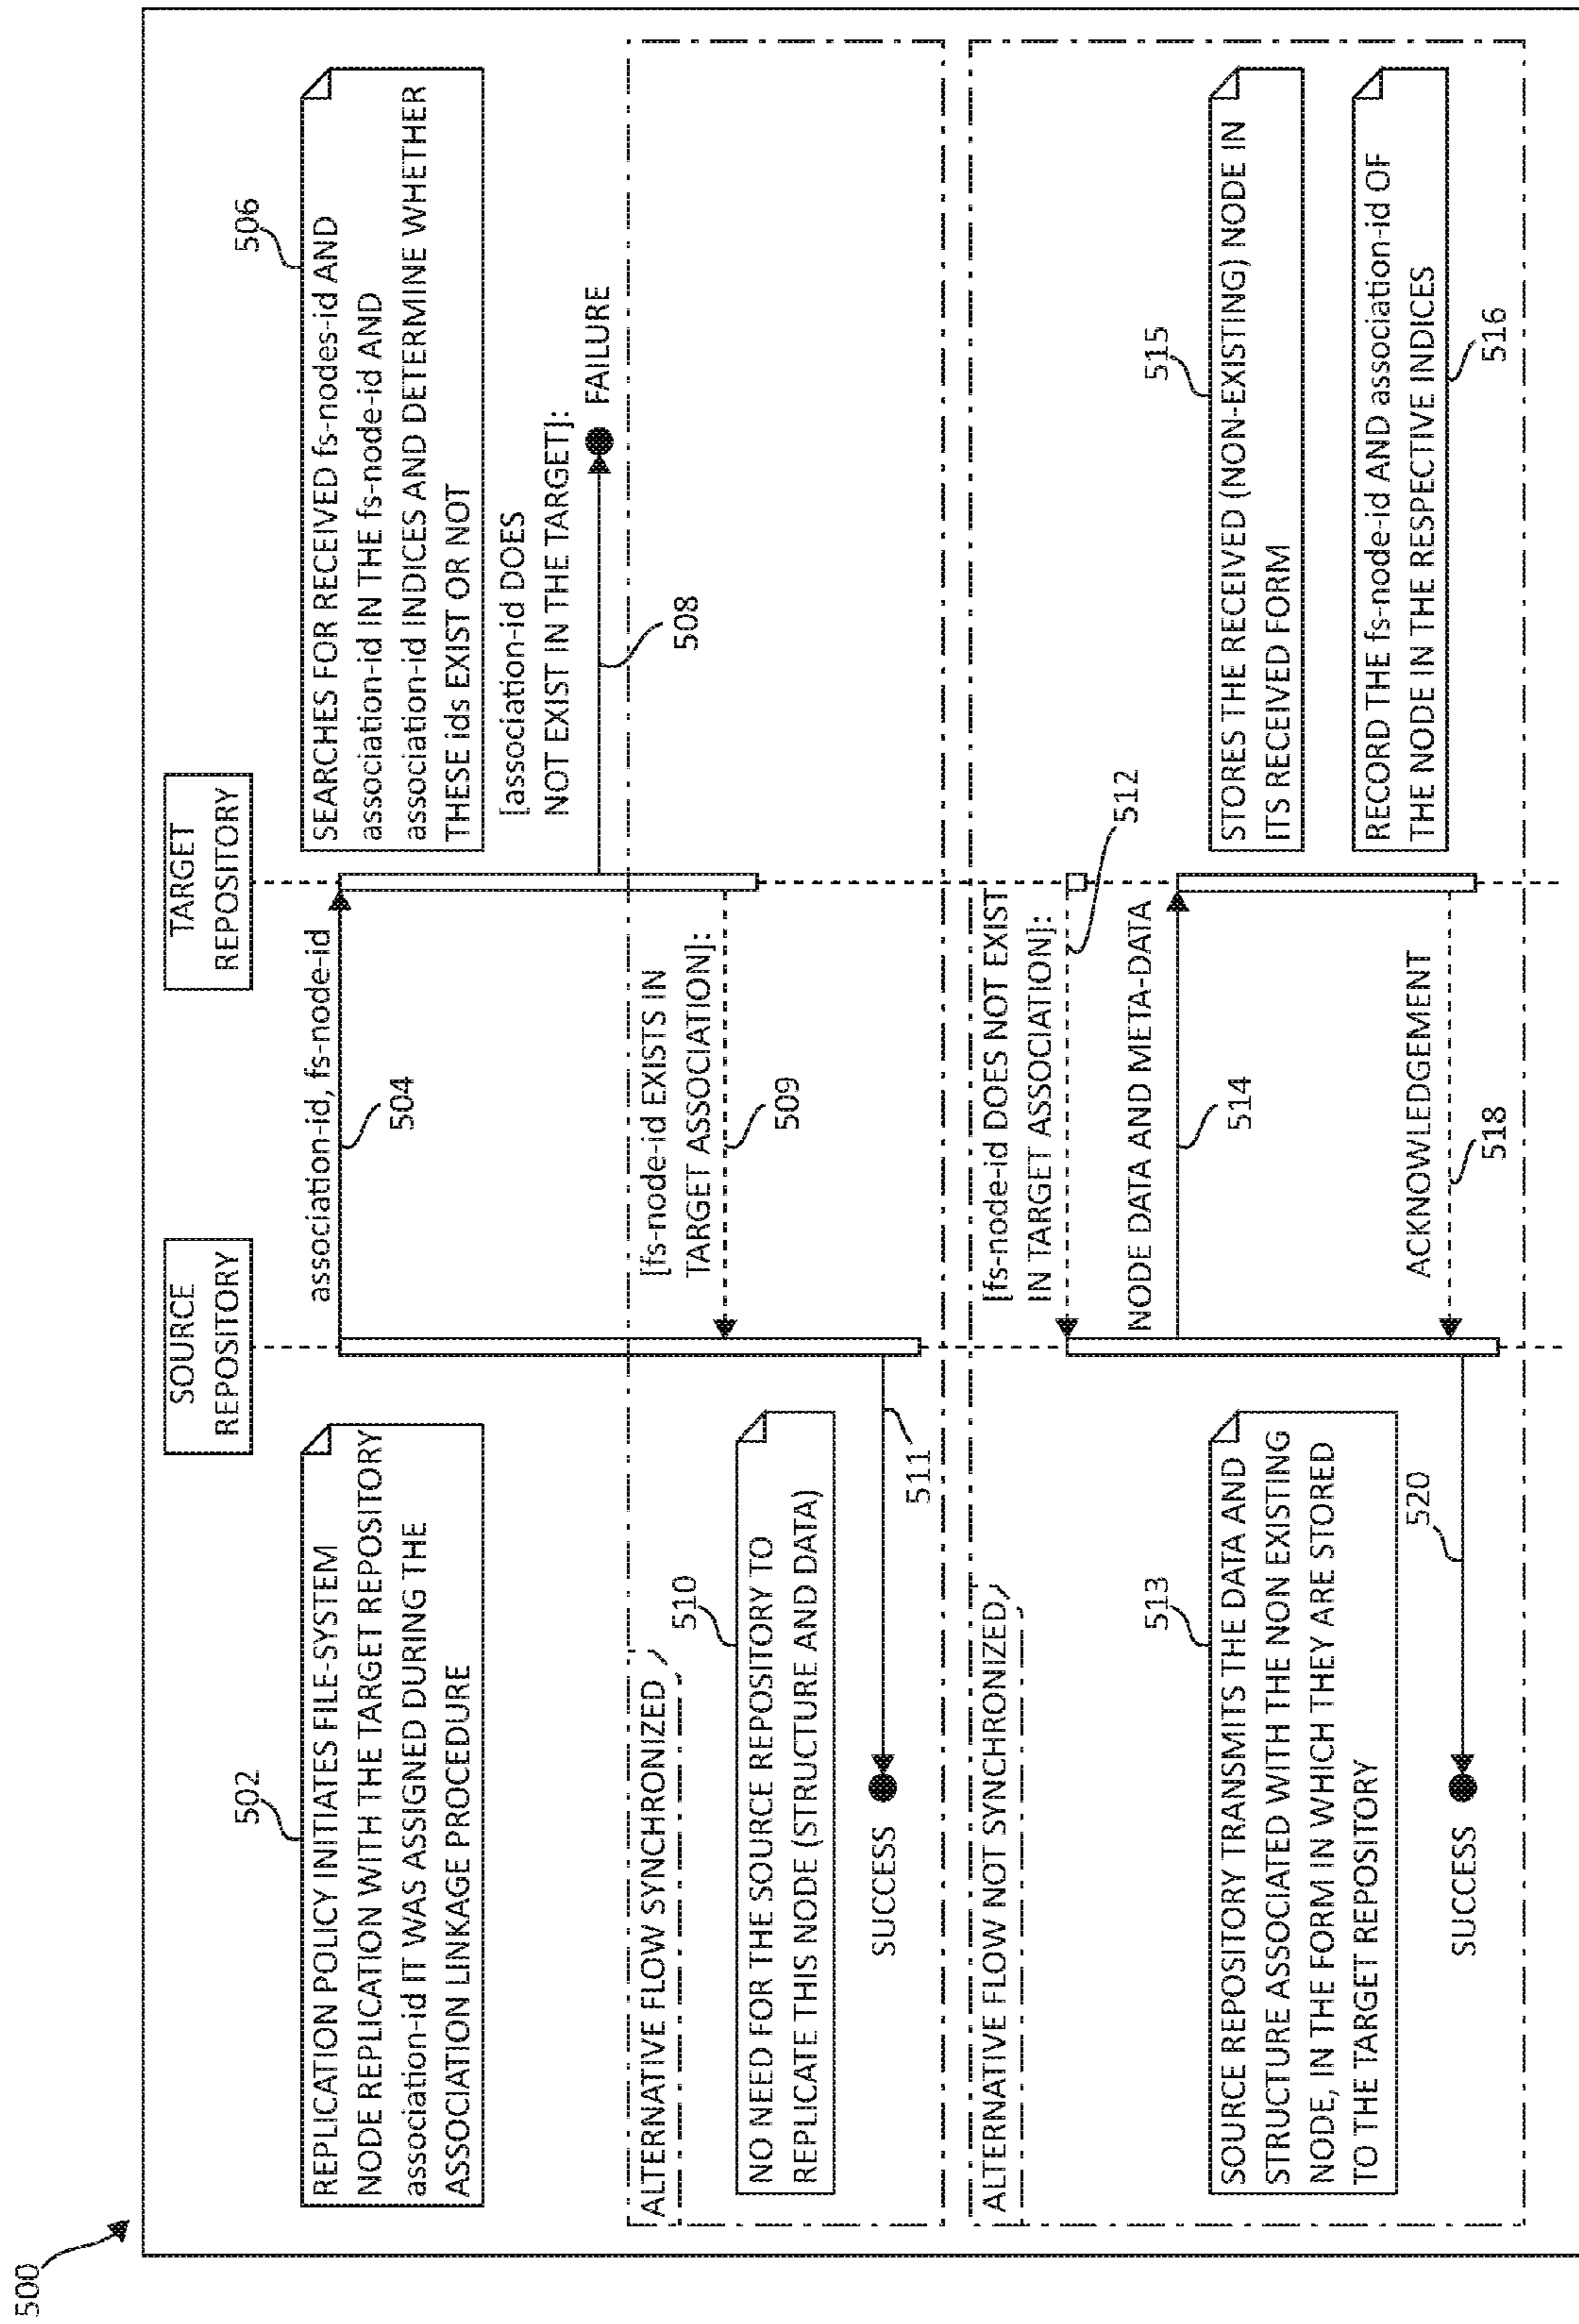 500
SOURCE
REPOSITORY
TARGET
REPOSITORY
502
REPLICATION POLICY INITIATES FILE-SYSTEM
NODE REPLICATION WITH THE TARGET REPOSITORY
association-id IT WAS ASSIGNED DURING THE
ASSOCIATION LINKAGE PROCEDURE
association-id, fs-node-id
504
506
SEARCHES FOR RECEIVED fs-nodes-id AND
association-id IN THE fs-node-id AND
association-id INDICES AND DETERMINE WHETHER
THESE ids EXIST OR NOT
[association-id DOES
NOT EXIST IN THE TARGET]:
FAILURE
508
ALTERNATIVE FLOW SYNCHRONIZED
[fs-node-id EXISTS IN
TARGET ASSOCIATION]:
509
510
NO NEED FOR THE SOURCE REPOSITORY TO
REPLICATE THIS NODE (STRUCTURE AND DATA)
SUCCESS
511
ALTERNATIVE FLOW NOT SYNCHRONIZED
[fs-node-id DOES NOT EXIST
IN TARGET ASSOCIATION]:
512
513
SOURCE REPOSITORY TRANSMITS THE DATA AND
STRUCTURE ASSOCIATED WITH THE NON EXISTING
NODE, IN THE FORM IN WHICH THEY ARE STORED
TO THE TARGET REPOSITORY
NODE DATA AND META-DATA
514
515
STORES THE RECEIVED (NON-EXISTING) NODE IN
ITS RECEIVED FORM
RECORD THE fs-node-id AND association-id OF
THE NODE IN THE RESPECTIVE INDICES
516
ACKNOWLEDGEMENT
518
520
SUCCESS